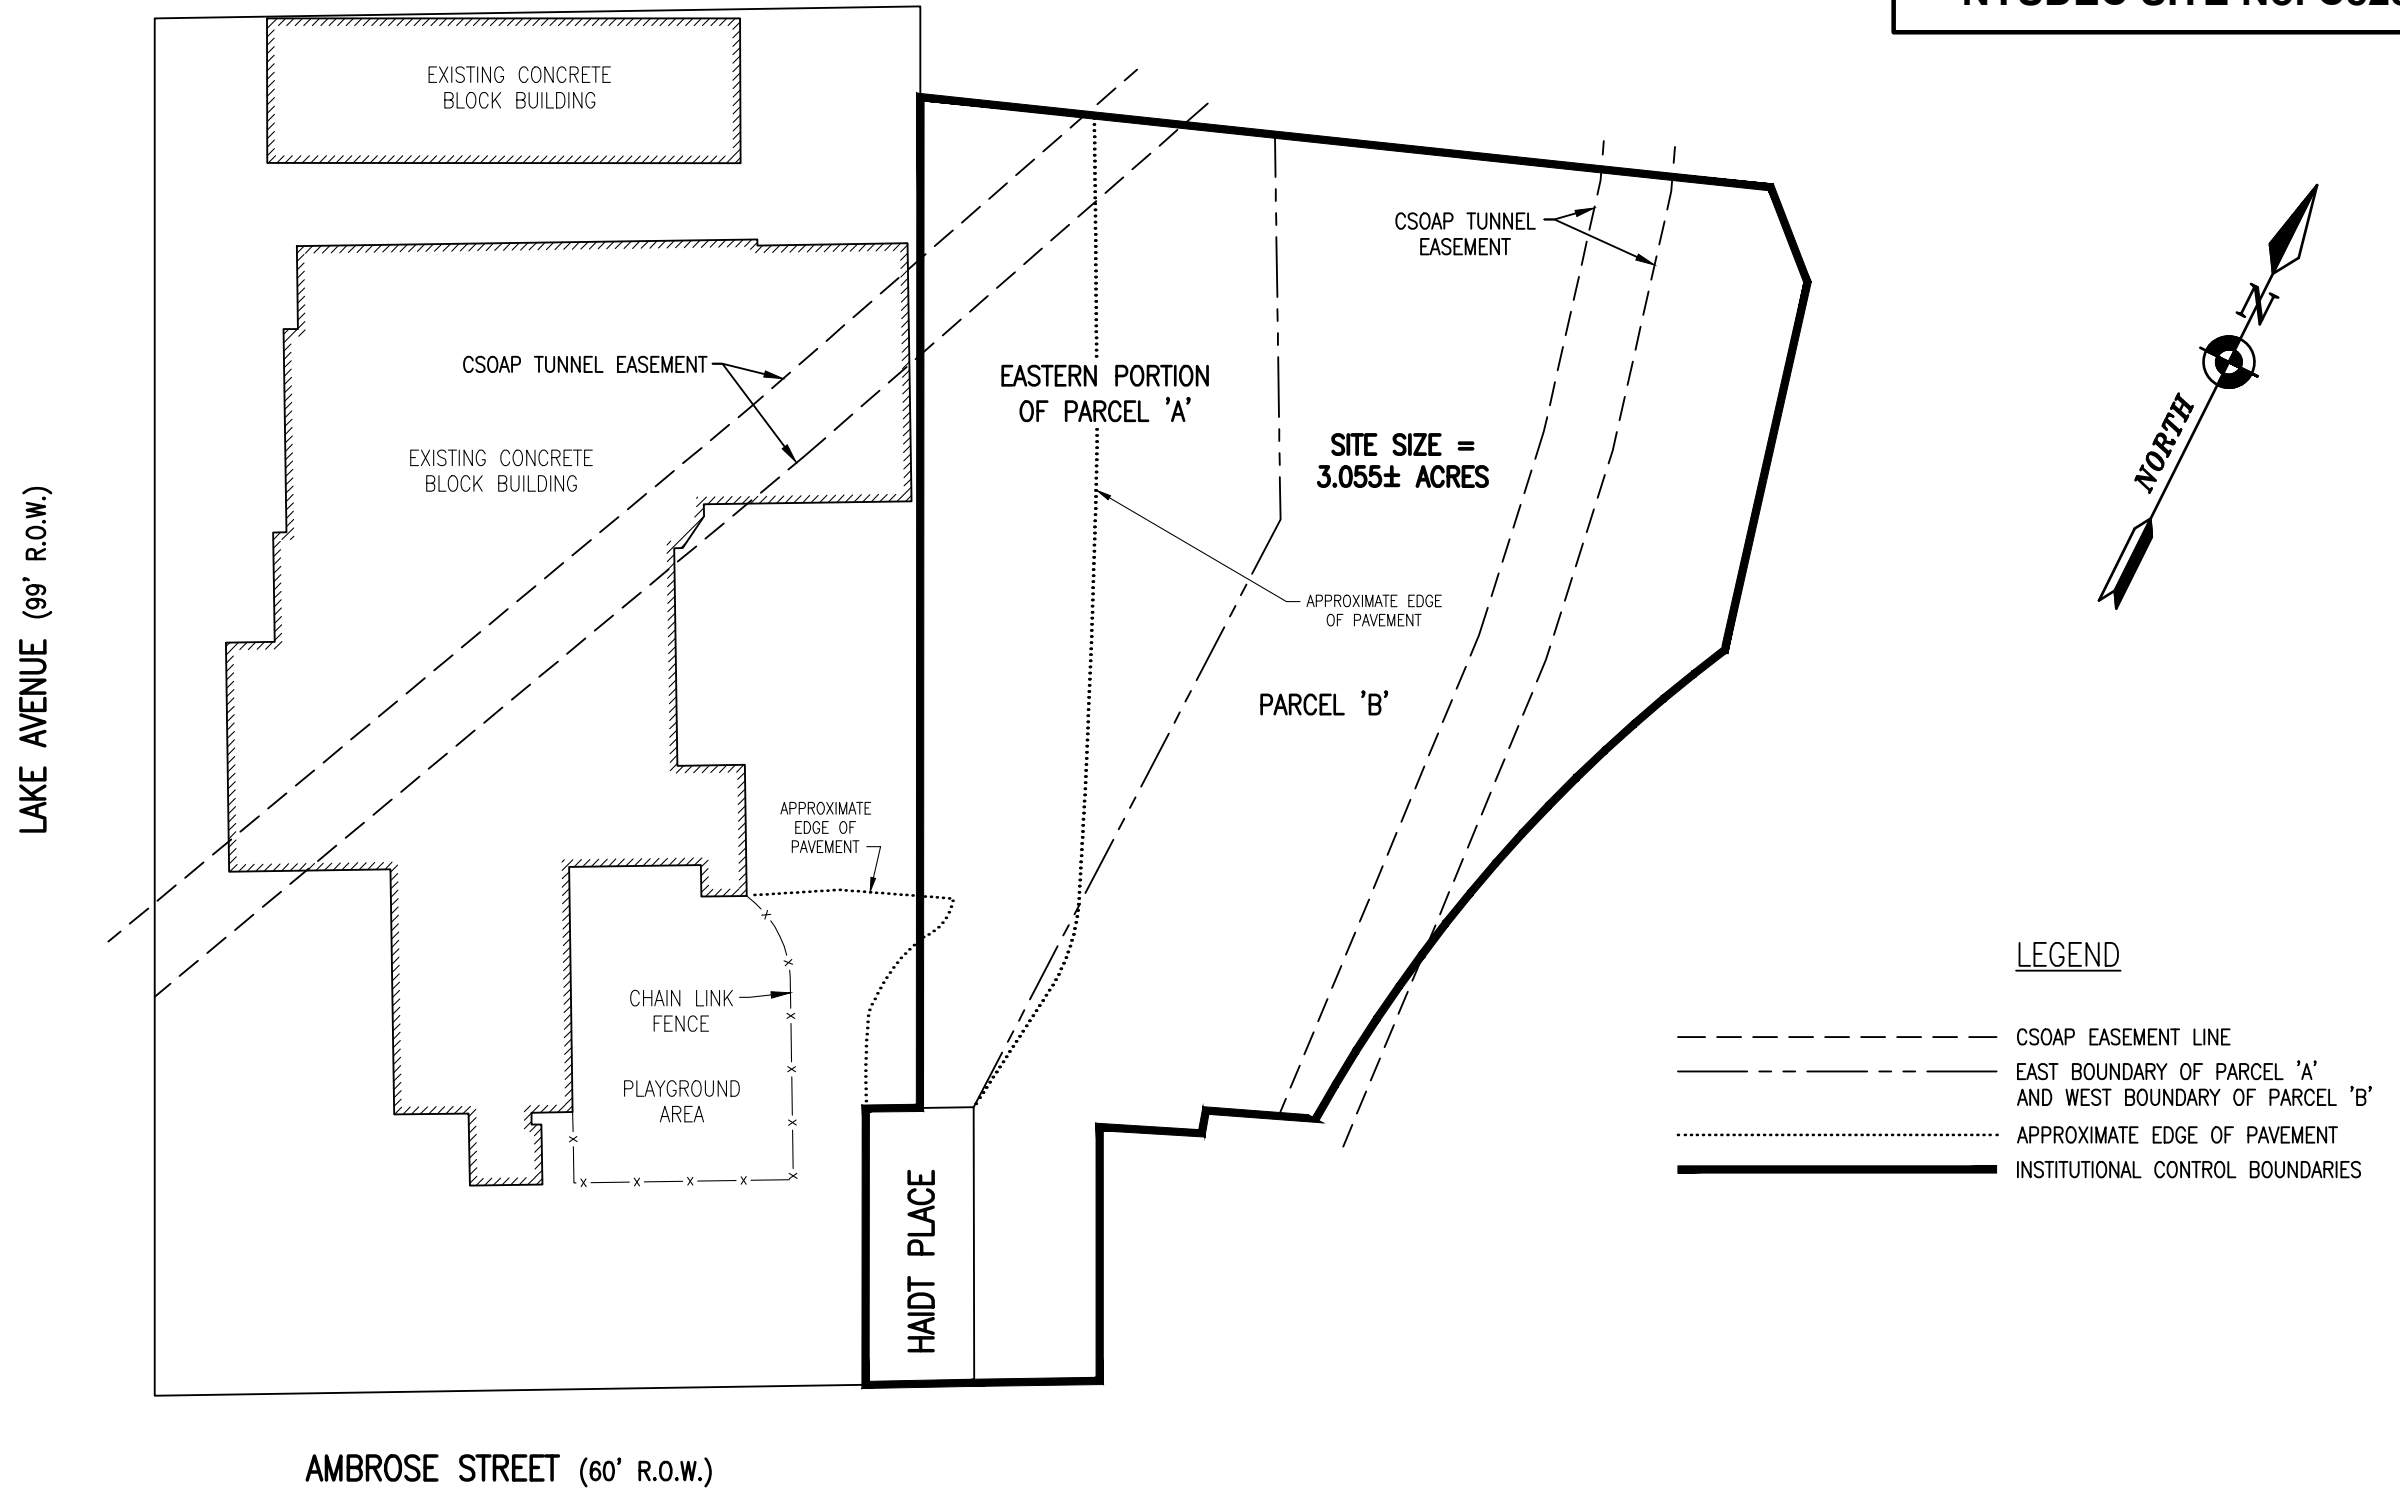 EXISTING CONCRETE
BLOCK BUILDING
CSOAP TUNNEL
EASEMENT
N
NORTH
CSOAP TUNNEL EASEMENT
EASTERN PORTION
OF PARCEL 'A'
SITE SIZE =
3.055± ACRES
EXISTING CONCRETE
BLOCK BUILDING
LAKE AVENUE (99' R.O.W.)
APPROXIMATE EDGE
OF PAVEMENT
PARCEL 'B'
APPROXIMATE
EDGE OF
PAVEMENT
CHAIN LINK
FENCE
PLAYGROUND
AREA
HAIDT PLACE
LEGEND
CSOAP EASEMENT LINE
EAST BOUNDARY OF PARCEL 'A'
AND WEST BOUNDARY OF PARCEL 'B'
APPROXIMATE EDGE OF PAVEMENT
INSTITUTIONAL CONTROL BOUNDARIES
AMBROSE STREET (60' R.O.W.)